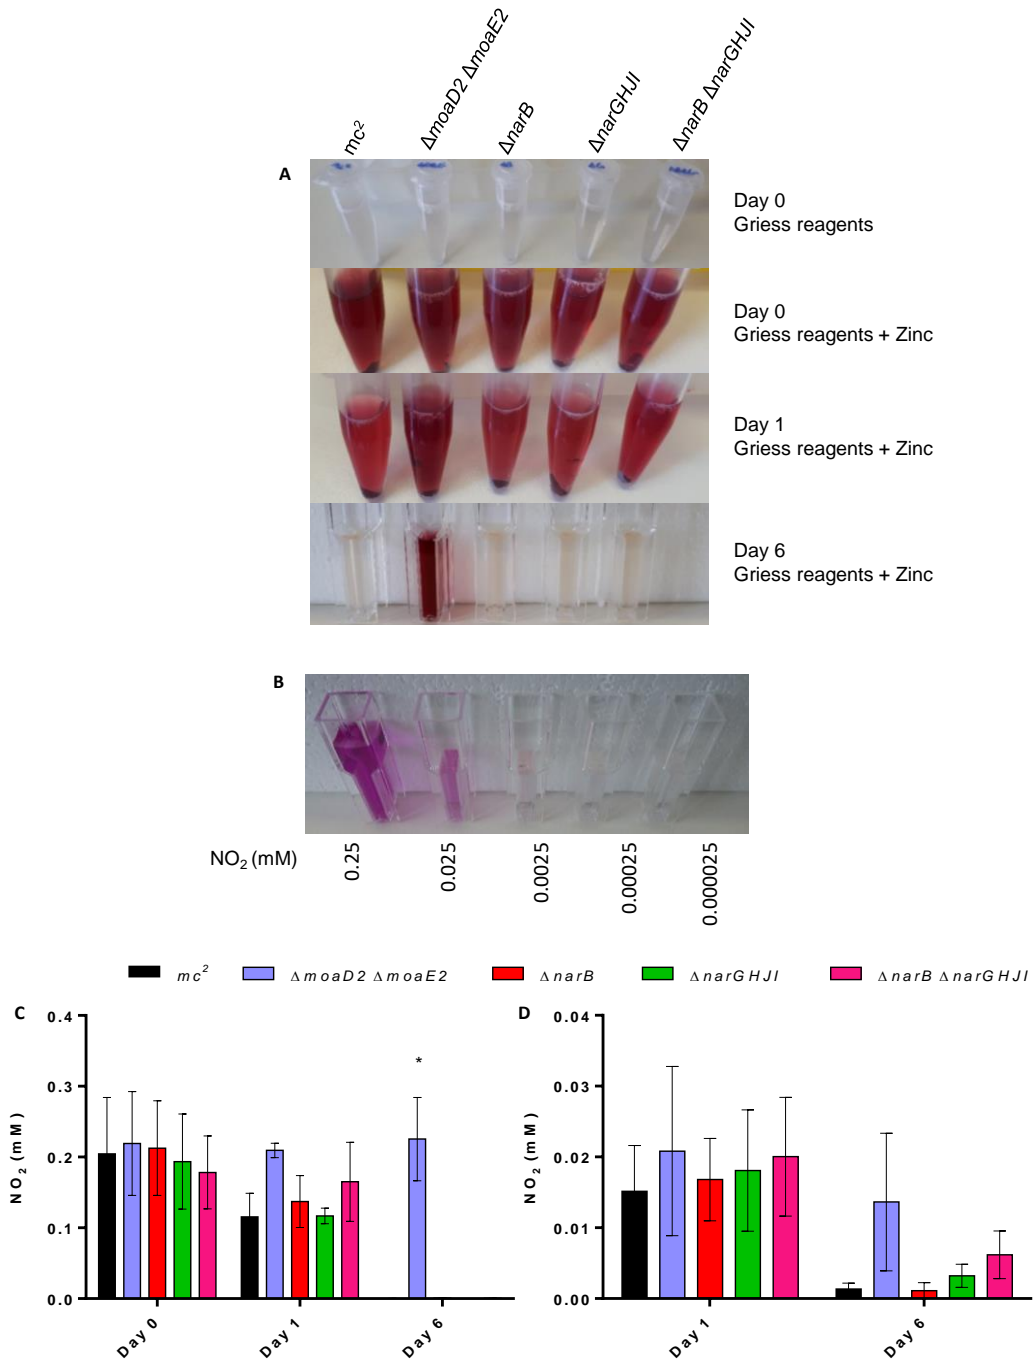 mc²
ΔmoaD2 ΔmoaE2
ΔnarB
ΔnarGHJI
ΔnarB ΔnarGHJI
A
Day 0
Griess reagents
Day 0
Griess reagents + Zinc
Day 1
Griess reagents + Zinc
Day 6
Griess reagents + Zinc
B
NO₂ (mM)
0.25
0.025
0.0025
0.00025
0.000025
mc²
ΔmoaD2 ΔmoaE2
ΔnarB
ΔnarGHJI
ΔnarB ΔnarGHJI
C
NO₂ (mM)
0.4
0.3
0.2
0.1
0.0
*
Day 0
Day 1
Day 6
D
NO₂ (mM)
0.04
0.03
0.02
0.01
0.00
Day 1
Day 6